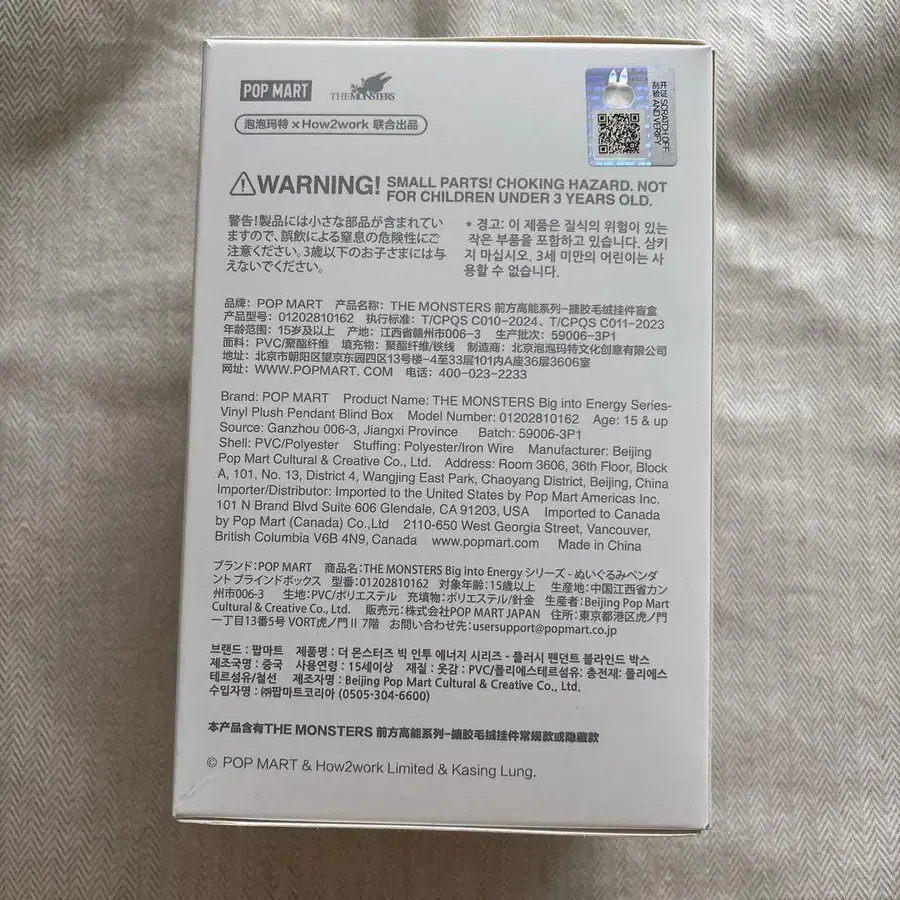 POP MART
THE MONSTERS
泡泡玛特 × How2work 联合出品
开涂 SCRATCH OFF
刮验 AND VERIFY
WARNING! SMALL PARTS! CHOKING HAZARD. NOT
FOR CHILDREN UNDER 3 YEARS OLD.
警告!製品には小さな部品が含まれてい
ますので、誤飲による窒息の危険性にご
注意ください。3歳以下のお子さまには与
えないでください。
* 경고: 이 제품은 질식의 위험이 있는
작은 부품을 포함하고 있습니다. 삼키
지 마십시오. 3세 미만의 어린이는 사
용할 수 없습니다.
品牌: POP MART 产品名称: THE MONSTERS 前方高能系列-搪胶毛绒挂件盲盒
产品型号: 01202810162 执行标准: T/CPQS C010-2024、T/CPQS C011-2023
年龄范围: 15岁及以上 产地: 江西省赣州市006-3 生产批次: 59006-3P1
面料: PVC/聚酯纤维 填充物: 聚酯纤维/铁线 制造商: 北京泡泡玛特文化创意有限公司
地址: 北京市朝阳区望京东园四区13号楼-4至33层101内A座36层3606室
网址: WWW.POPMART. COM 电话: 400-023-2233
Brand: POP MART Product Name: THE MONSTERS Big into Energy Series-
Vinyl Plush Pendant Blind Box Model Number: 01202810162 Age: 15 & up
Source: Ganzhou 006-3, Jiangxi Province Batch: 59006-3P1
Shell: PVC/Polyester Stuffing: Polyester/Iron Wire Manufacturer: Beijing
Pop Mart Cultural & Creative Co., Ltd. Address: Room 3606, 36th Floor, Block
A, 101, No. 13, District 4, Wangjing East Park, Chaoyang District, Beijing, China
Importer/Distributor: Imported to the United States by Pop Mart Americas Inc.
101 N Brand Blvd Suite 606 Glendale, CA 91203, USA Imported to Canada
by Pop Mart (Canada) Co.,Ltd 2110-650 West Georgia Street, Vancouver,
British Columbia V6B 4N9, Canada www.popmart.com Made in China
ブランド:POP MART 商品名:THE MONSTERS Big into Energy シリーズ - ぬいぐるみペンダ
ント ブラインドボックス 型番:01202810162 対象年齢:15歳以上 生産地:中国江西省カン
州市006-3 生地:PVC/ポリエステル 充填物:ポリエステル/針金 生産者:Beijing Pop Mart
Cultural & Creative Co., Ltd. 販売元:株式会社POP MART JAPAN 住所:東京都港区虎ノ門
一丁目13番5号 VORT虎ノ門Ⅱ 7階 お問い合わせ先:usersupport@popmart.co.jp
브랜드 : 팝마트 제품명 : 더 몬스터즈 빅 인투 에너지 시리즈 - 플러시 펜던트 블라인드 박스
제조국명 : 중국 사용연령 : 15세이상 재질 : 옷감 : PVC/폴리에스테르섬유: 충전제: 폴리에스
테르섬유/철선 제조자명 : Beijing Pop Mart Cultural & Creative Co., Ltd.
수입자명 : ㈜팝마트코리아 (0505-304-6600)
本产品含有THE MONSTERS 前方高能系列-搪胶毛绒挂件常规款或隐藏款
© POP MART & How2work Limited & Kasing Lung.